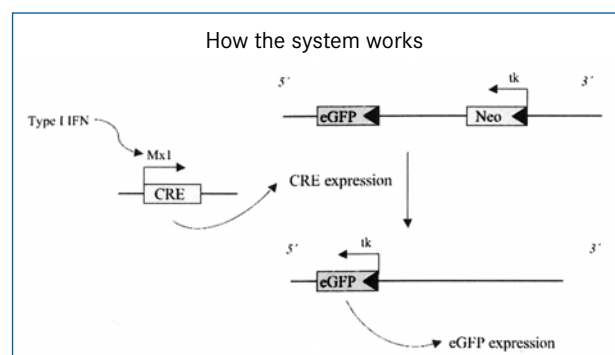 How the system works
5´ tk 3´
eGFP Neo
Type I IFN
Mx1
CRE
CRE expression
5´ tk 3´
eGFP
eGFP expression